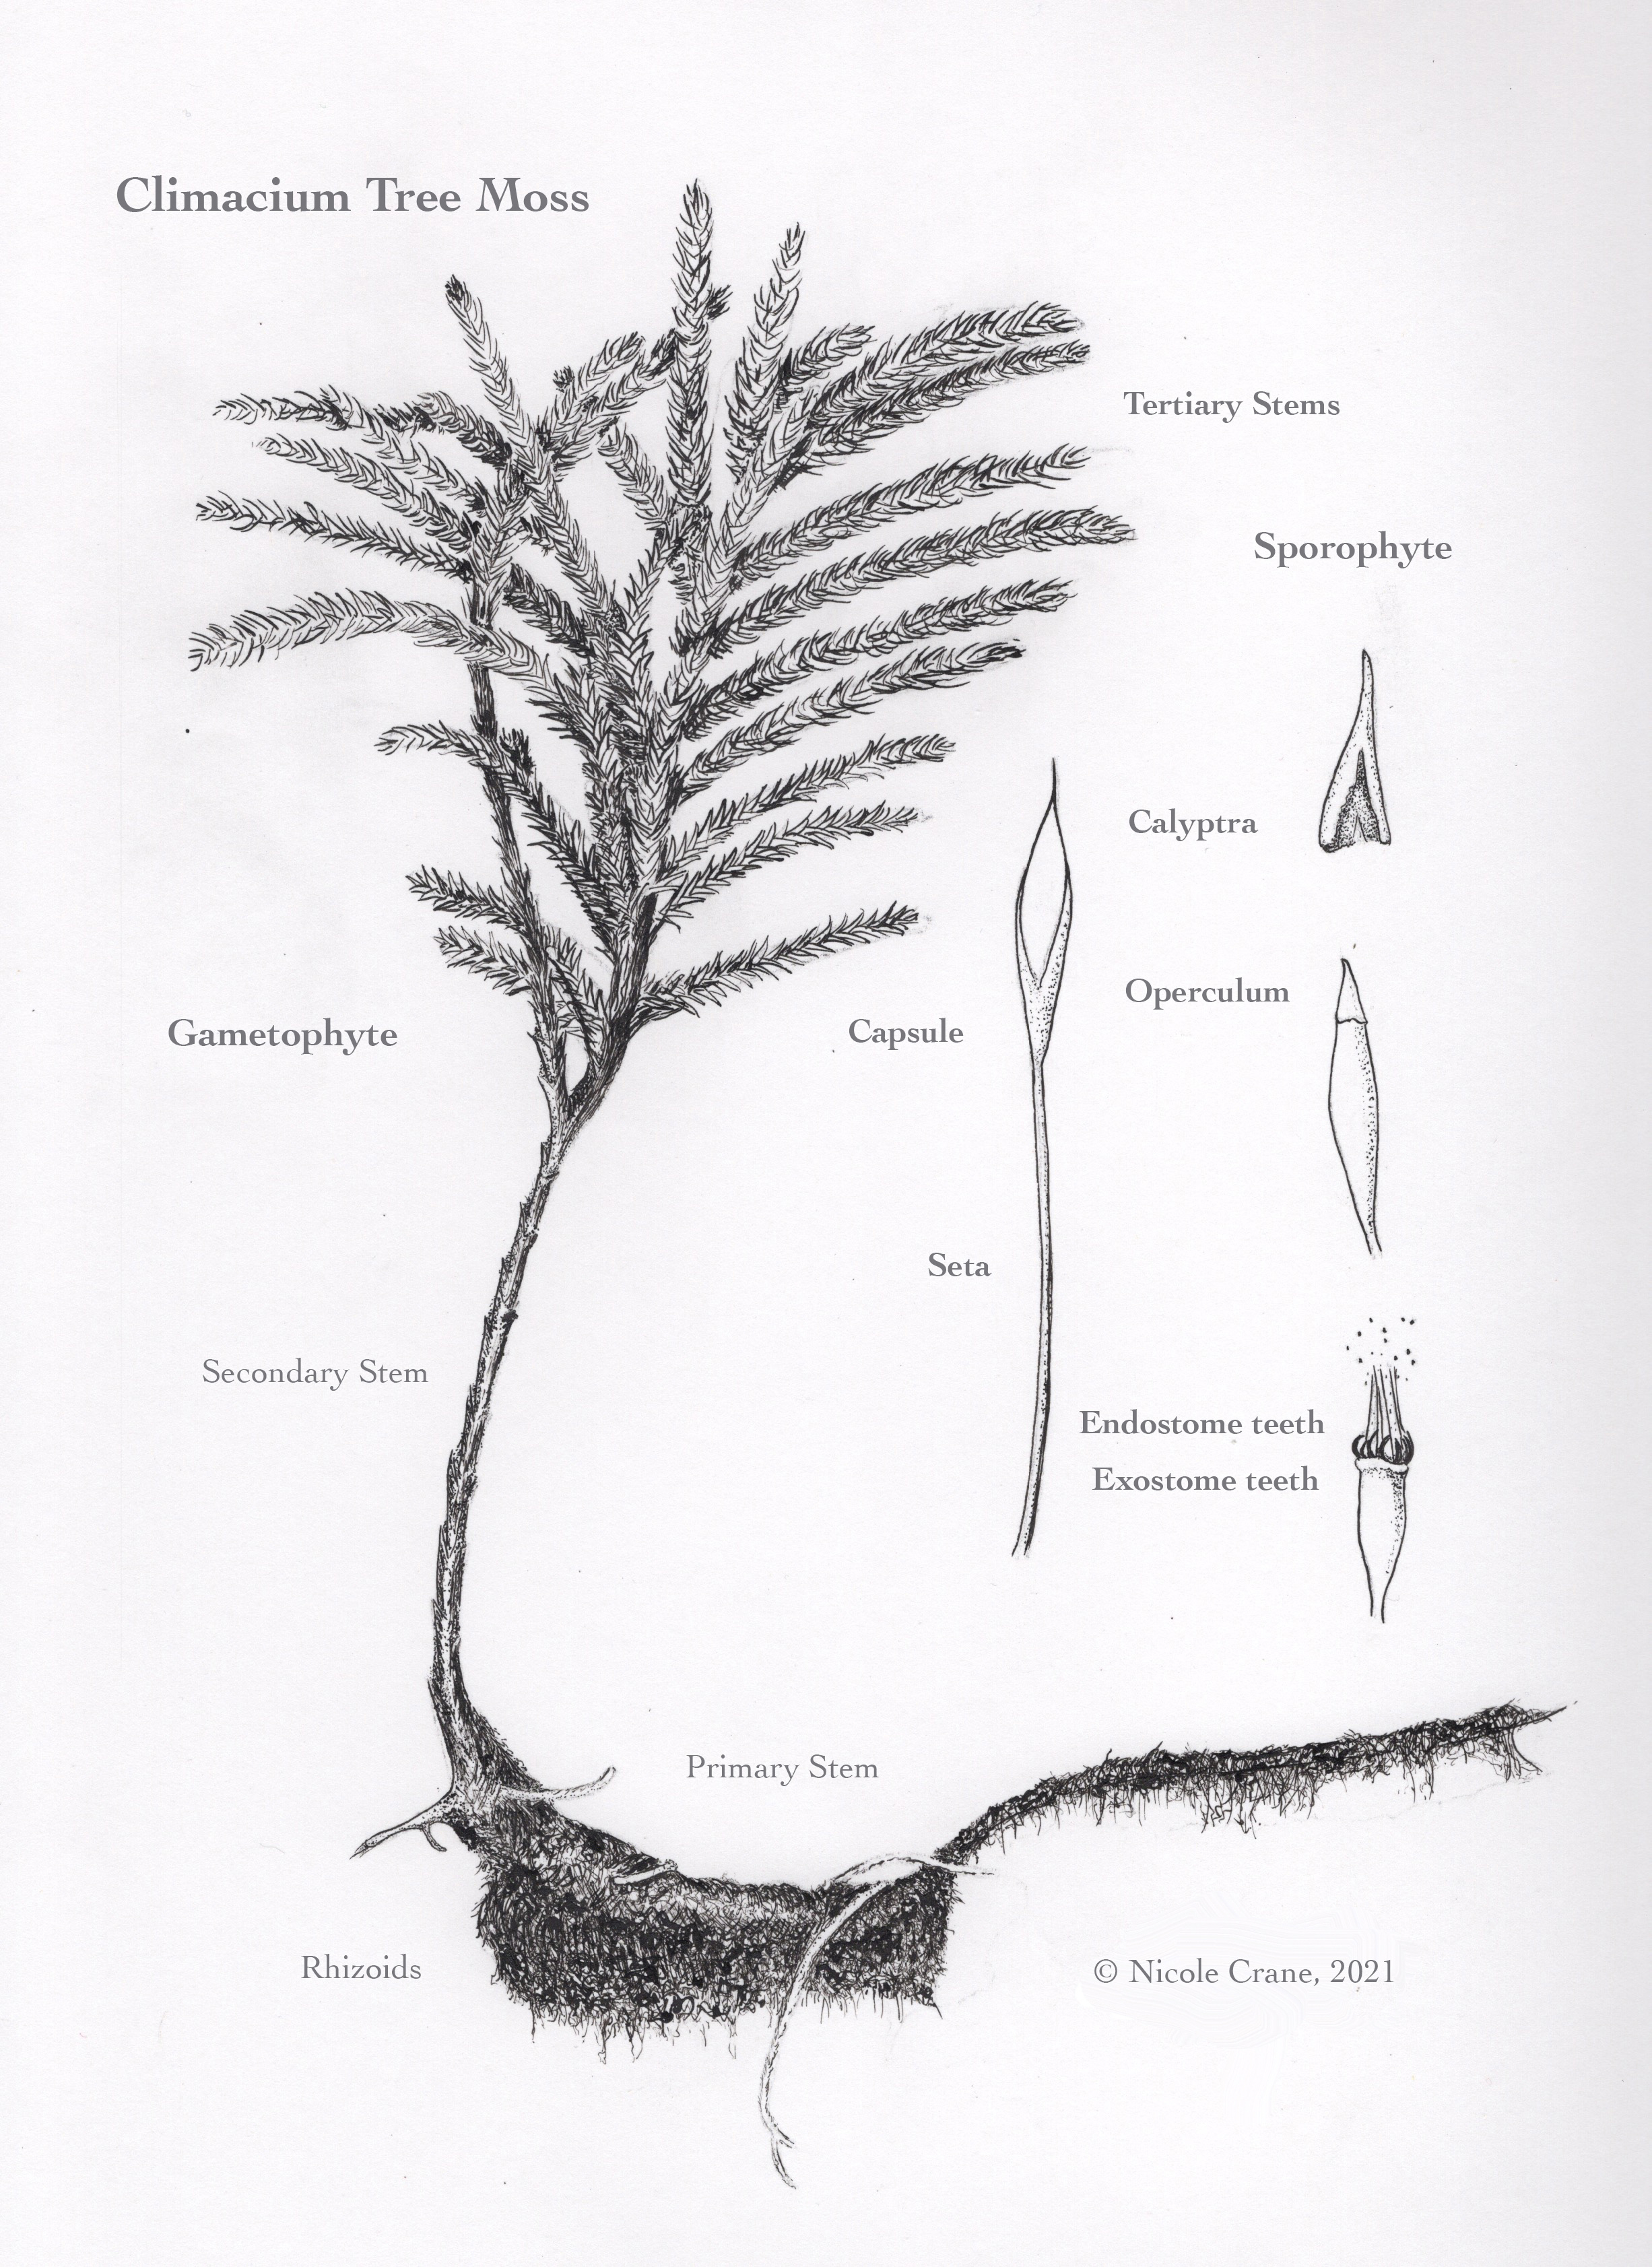 Climacium Tree Moss
Tertiary Stems
Sporophyte
Calyptra
Operculum
Gametophyte
Capsule
Seta
Secondary Stem
Endostome teeth
Exostome teeth
Primary Stem
Rhizoids
© Nicole Crane, 2021